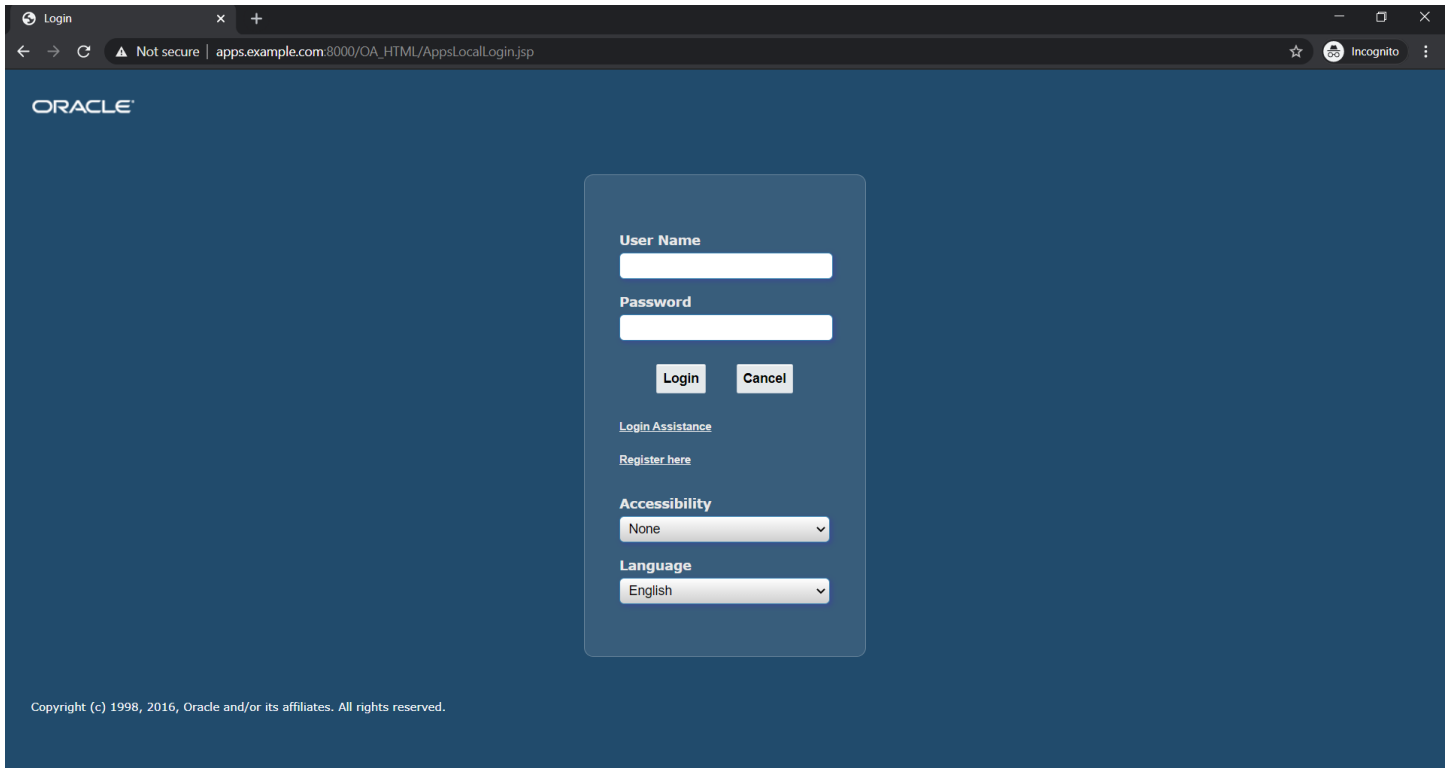 Login
Not secure | apps.example.com:8000/OA_HTML/AppsLocalLogin.jsp
Incognito
ORACLE
User Name
Password
Login Cancel
Login Assistance
Register here
Accessibility
None
Language
English
Copyright (c) 1998, 2016, Oracle and/or its affiliates. All rights reserved.